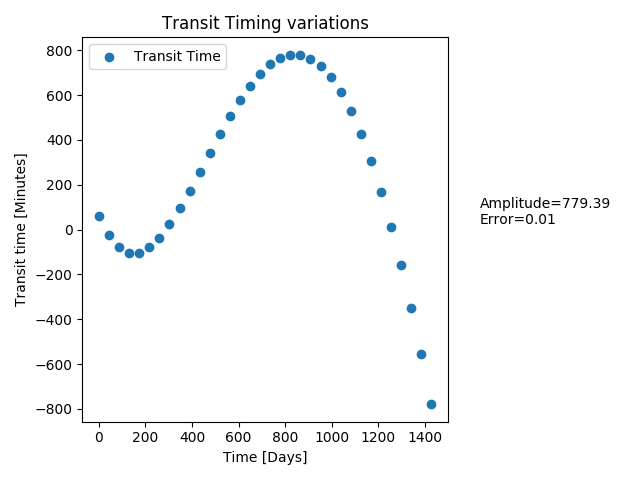 Transit Timing variations
Transit Time
Transit time [Minutes]
800
600
400
200
0
−200
−400
−600
−800
0 200 400 600 800 1000 1200 1400
Time [Days]
Amplitude=779.39
Error=0.01